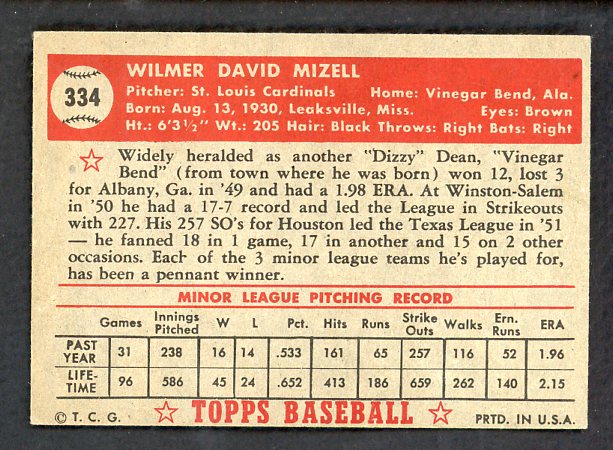 334
WILMER DAVID MIZELL
Pitcher: St. Louis Cardinals Home: Vinegar Bend, Ala.
Born: Aug. 13, 1930, Leaksville, Miss. Eyes: Brown
Ht.: 6'3½" Wt.: 205 Hair: Black Throws: Right Bats: Right
Widely heralded as another "Dizzy" Dean, "Vinegar
Bend" (from town where he was born) won 12, lost 3
for Albany, Ga. in '49 and had a 1.98 ERA. At Winston-Salem
in '50 he had a 17-7 record and led the League in Strikeouts
with 227. His 257 SO's for Houston led the Texas League in '51
— he fanned 18 in 1 game, 17 in another and 15 on 2 other
occasions. Each of the 3 minor league teams he's played for,
has been a pennant winner.
MINOR LEAGUE PITCHING RECORD
Games Innings Pitched W L Pct. Hits Runs Strike Outs Walks Ern. Runs ERA
PAST YEAR 31 238 16 14 .533 161 65 257 116 52 1.96
LIFE-TIME 96 586 45 24 .652 413 186 659 262 140 2.15
© T. C. G. TOPPS BASEBALL PRTD. IN U.S.A.